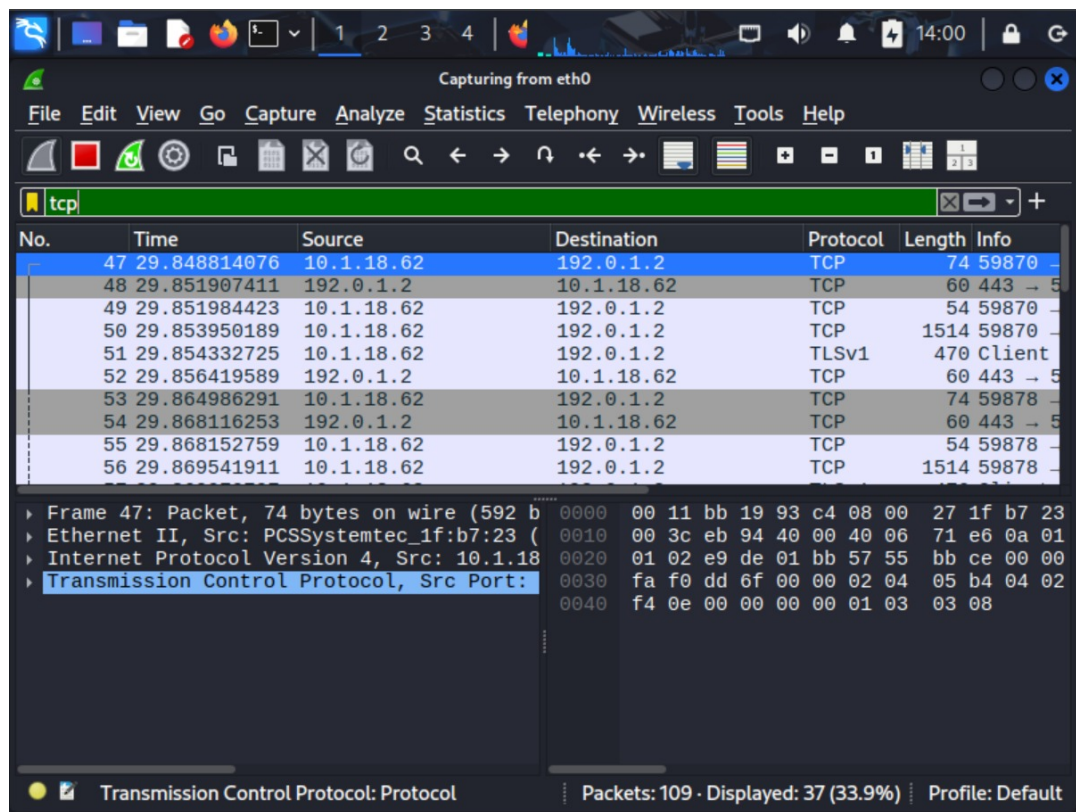 1 2 3 4 14:00
Capturing from eth0
File Edit View Go Capture Analyze Statistics Telephony Wireless Tools Help
tcp
No. Time Source Destination Protocol Length Info
47 29.848814076 10.1.18.62 192.0.1.2 TCP 74 59870
48 29.851907411 192.0.1.2 10.1.18.62 TCP 60 443 → 5
49 29.851984423 10.1.18.62 192.0.1.2 TCP 54 59870
50 29.853950189 10.1.18.62 192.0.1.2 TCP 1514 59870
51 29.854332725 10.1.18.62 192.0.1.2 TLSv1 470 Client
52 29.856419589 192.0.1.2 10.1.18.62 TCP 60 443 → 5
53 29.864986291 10.1.18.62 192.0.1.2 TCP 74 59878
54 29.868116253 192.0.1.2 10.1.18.62 TCP 60 443 → 5
55 29.868152759 10.1.18.62 192.0.1.2 TCP 54 59878
56 29.869541911 10.1.18.62 192.0.1.2 TCP 1514 59878
Frame 47: Packet, 74 bytes on wire (592 b
Ethernet II, Src: PCSSystemtec_1f:b7:23 (
Internet Protocol Version 4, Src: 10.1.18
Transmission Control Protocol, Src Port:
0000 00 11 bb 19 93 c4 08 00 27 1f b7 23
0010 00 3c eb 94 40 00 40 06 71 e6 0a 01
0020 01 02 e9 de 01 bb 57 55 bb ce 00 00
0030 fa f0 dd 6f 00 00 02 04 05 b4 04 02
0040 f4 0e 00 00 00 00 01 03 03 08
Transmission Control Protocol: Protocol
Packets: 109 · Displayed: 37 (33.9%)
Profile: Default